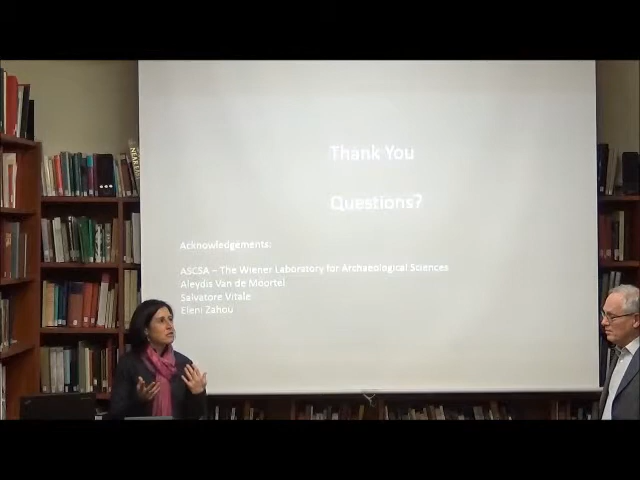 Thank You
Questions?
Acknowledgements:
ASCSA – The Wiener Laboratory for Archaeological Sciences
Aleydis Van de Moortel
Salvatore Vitale
Eleni Zahou